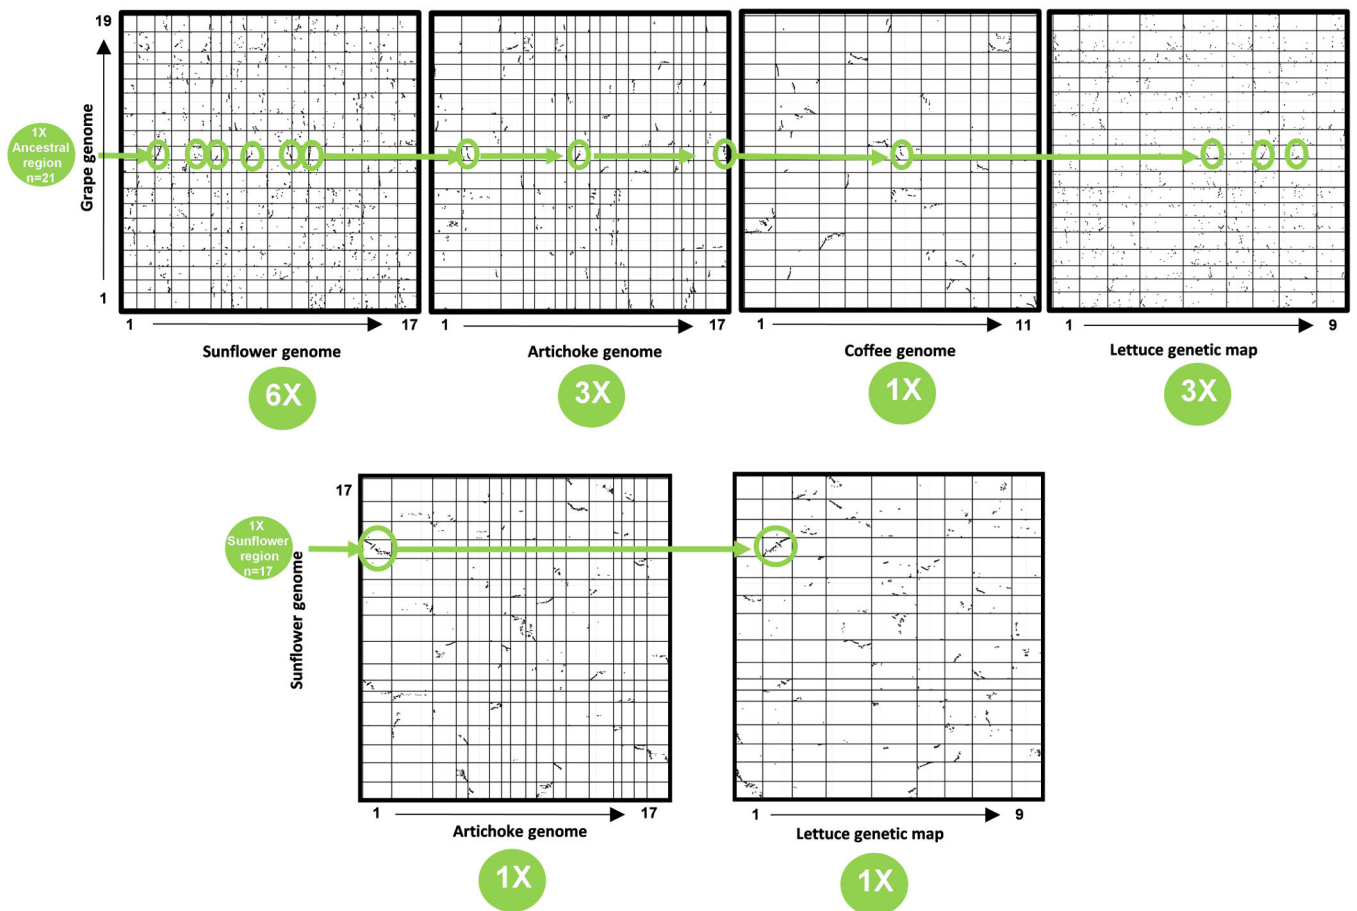 19
1X
Ancestral
region
n=21
Grape genome
1
1
17
1
17
1
11
1
9
Sunflower genome
Artichoke genome
Coffee genome
Lettuce genetic map
6X
3X
1X
3X
17
1X
Sunflower
region
n=17
Sunflower genome
1
17
1
9
Artichoke genome
Lettuce genetic map
1X
1X